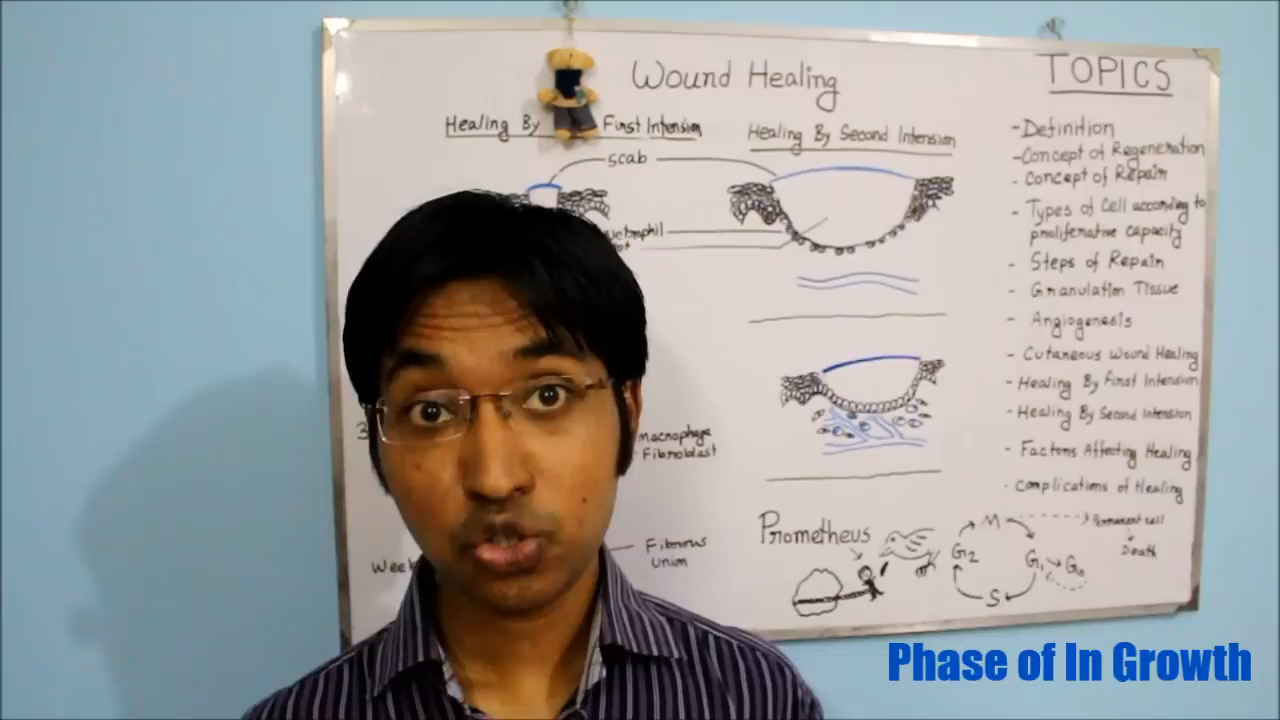 Wound Healing
Healing By First Intension
Healing By Second Intension
scab
Neutrophil
Macrophage
Fibroblast
Week
Fibrous
Union
Prometheus
M
G2
G1
G0
S
Permanent cell
Death
TOPICS
- Definition
- Concept of Regeneration
- Concept of Repair
- Types of Cell according to
proliferative capacity
- Steps of Repair
- Granulation Tissue
- Angiogenesis
- Cutaneous Wound Healing
- Healing By First Intension
- Healing By Second Intension
- Factors Affecting Healing
- Complications of Healing
Phase of In Growth